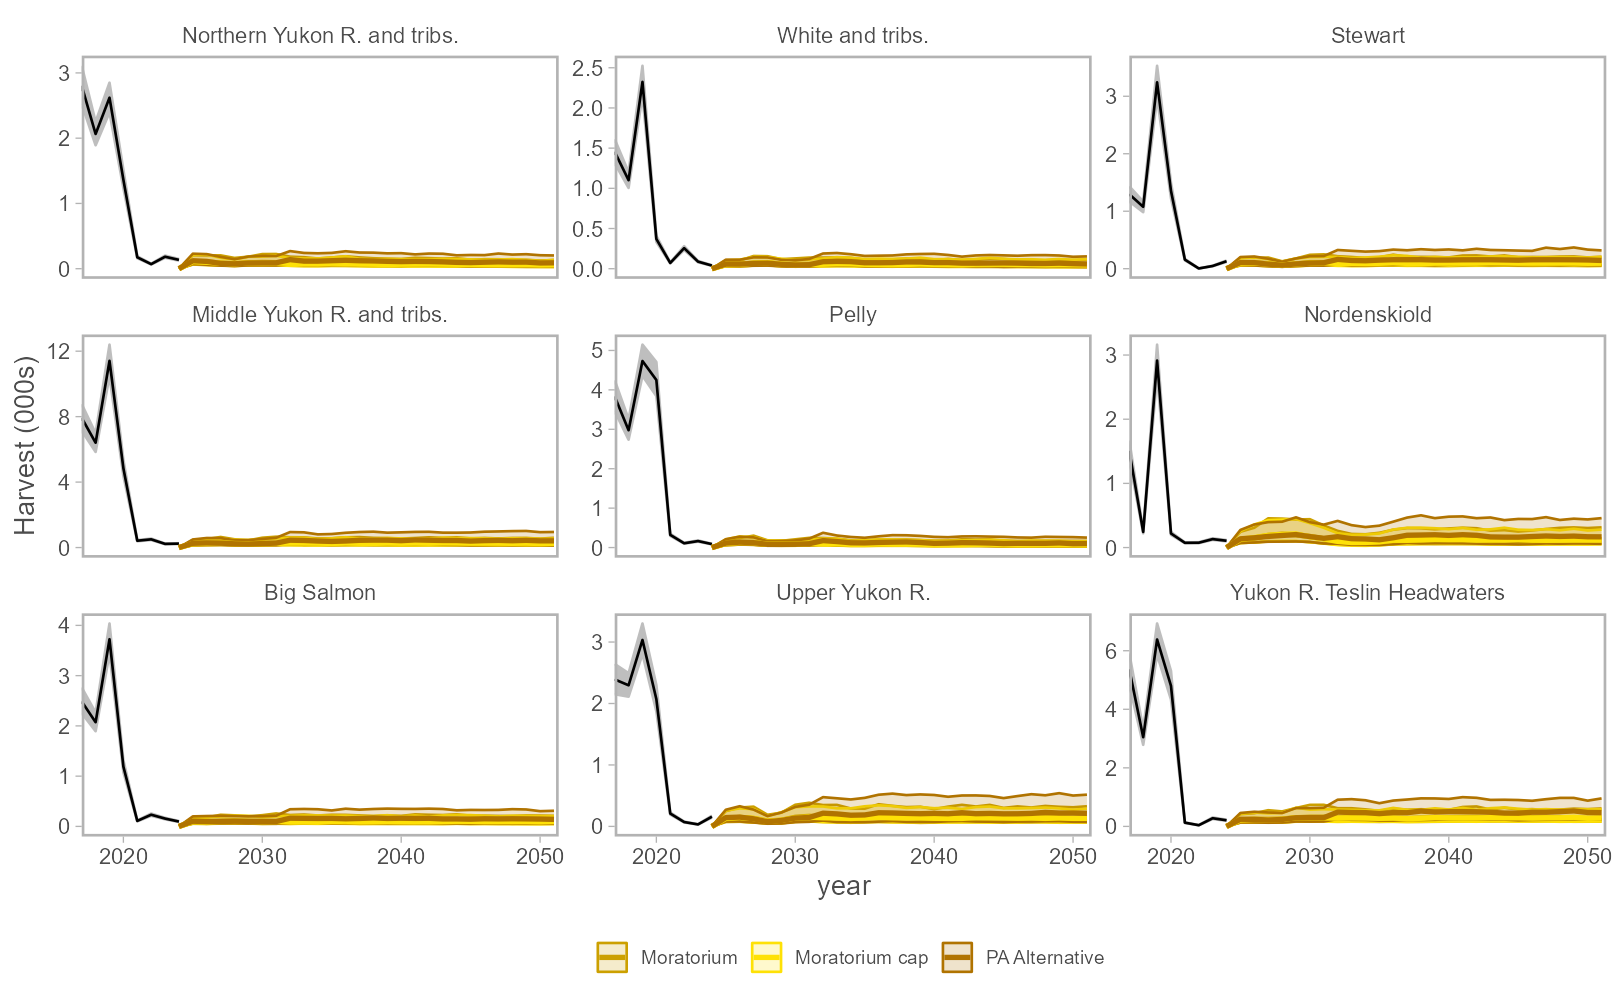 Northern Yukon R. and tribs.
White and tribs.
Stewart
3
2
1
0
2.5
2.0
1.5
1.0
0.5
0.0
3
2
1
0
Middle Yukon R. and tribs.
Pelly
Nordenskiold
Harvest (000s)
12
8
4
0
5
4
3
2
1
0
3
2
1
0
Big Salmon
Upper Yukon R.
Yukon R. Teslin Headwaters
4
3
2
1
0
3
2
1
0
6
4
2
0
2020 2030 2040 2050
2020 2030 2040 2050
2020 2030 2040 2050
year
Moratorium
Moratorium cap
PA Alternative